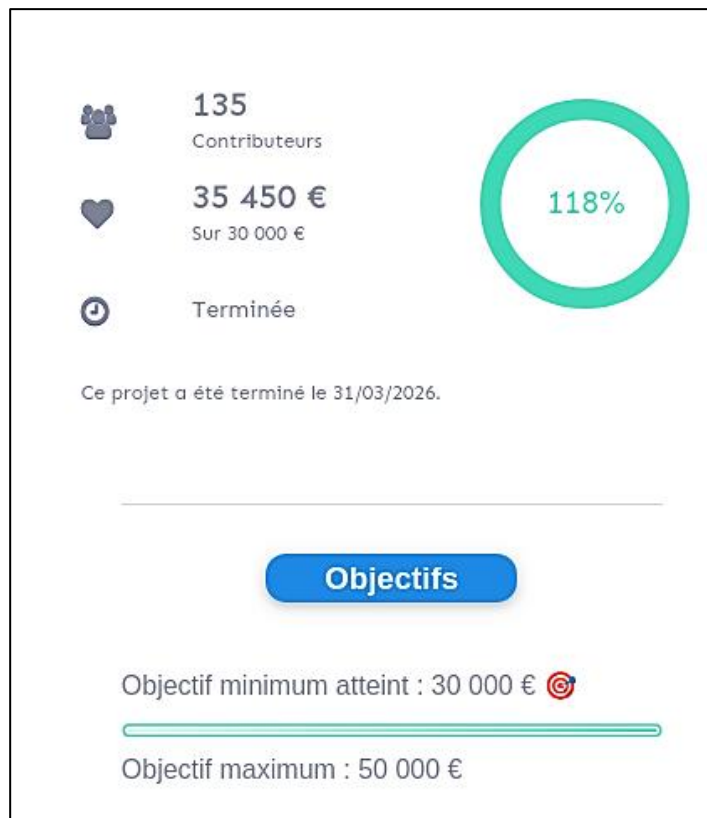 135
Contributeurs
35 450 €
Sur 30 000 €
118%
Terminée
Ce projet a été terminé le 31/03/2026.
Objectifs
Objectif minimum atteint : 30 000 € 🎯
Objectif maximum : 50 000 €